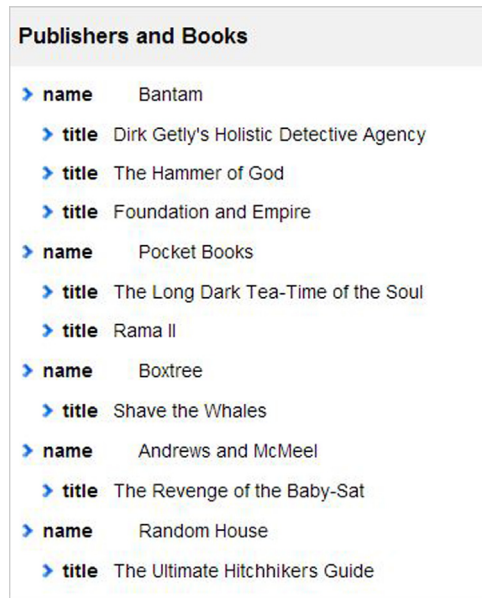 Publishers and Books
name Bantam
title Dirk Getly's Holistic Detective Agency
title The Hammer of God
title Foundation and Empire
name Pocket Books
title The Long Dark Tea-Time of the Soul
title Rama II
name Boxtree
title Shave the Whales
name Andrews and McMeel
title The Revenge of the Baby-Sat
name Random House
title The Ultimate Hitchhikers Guide